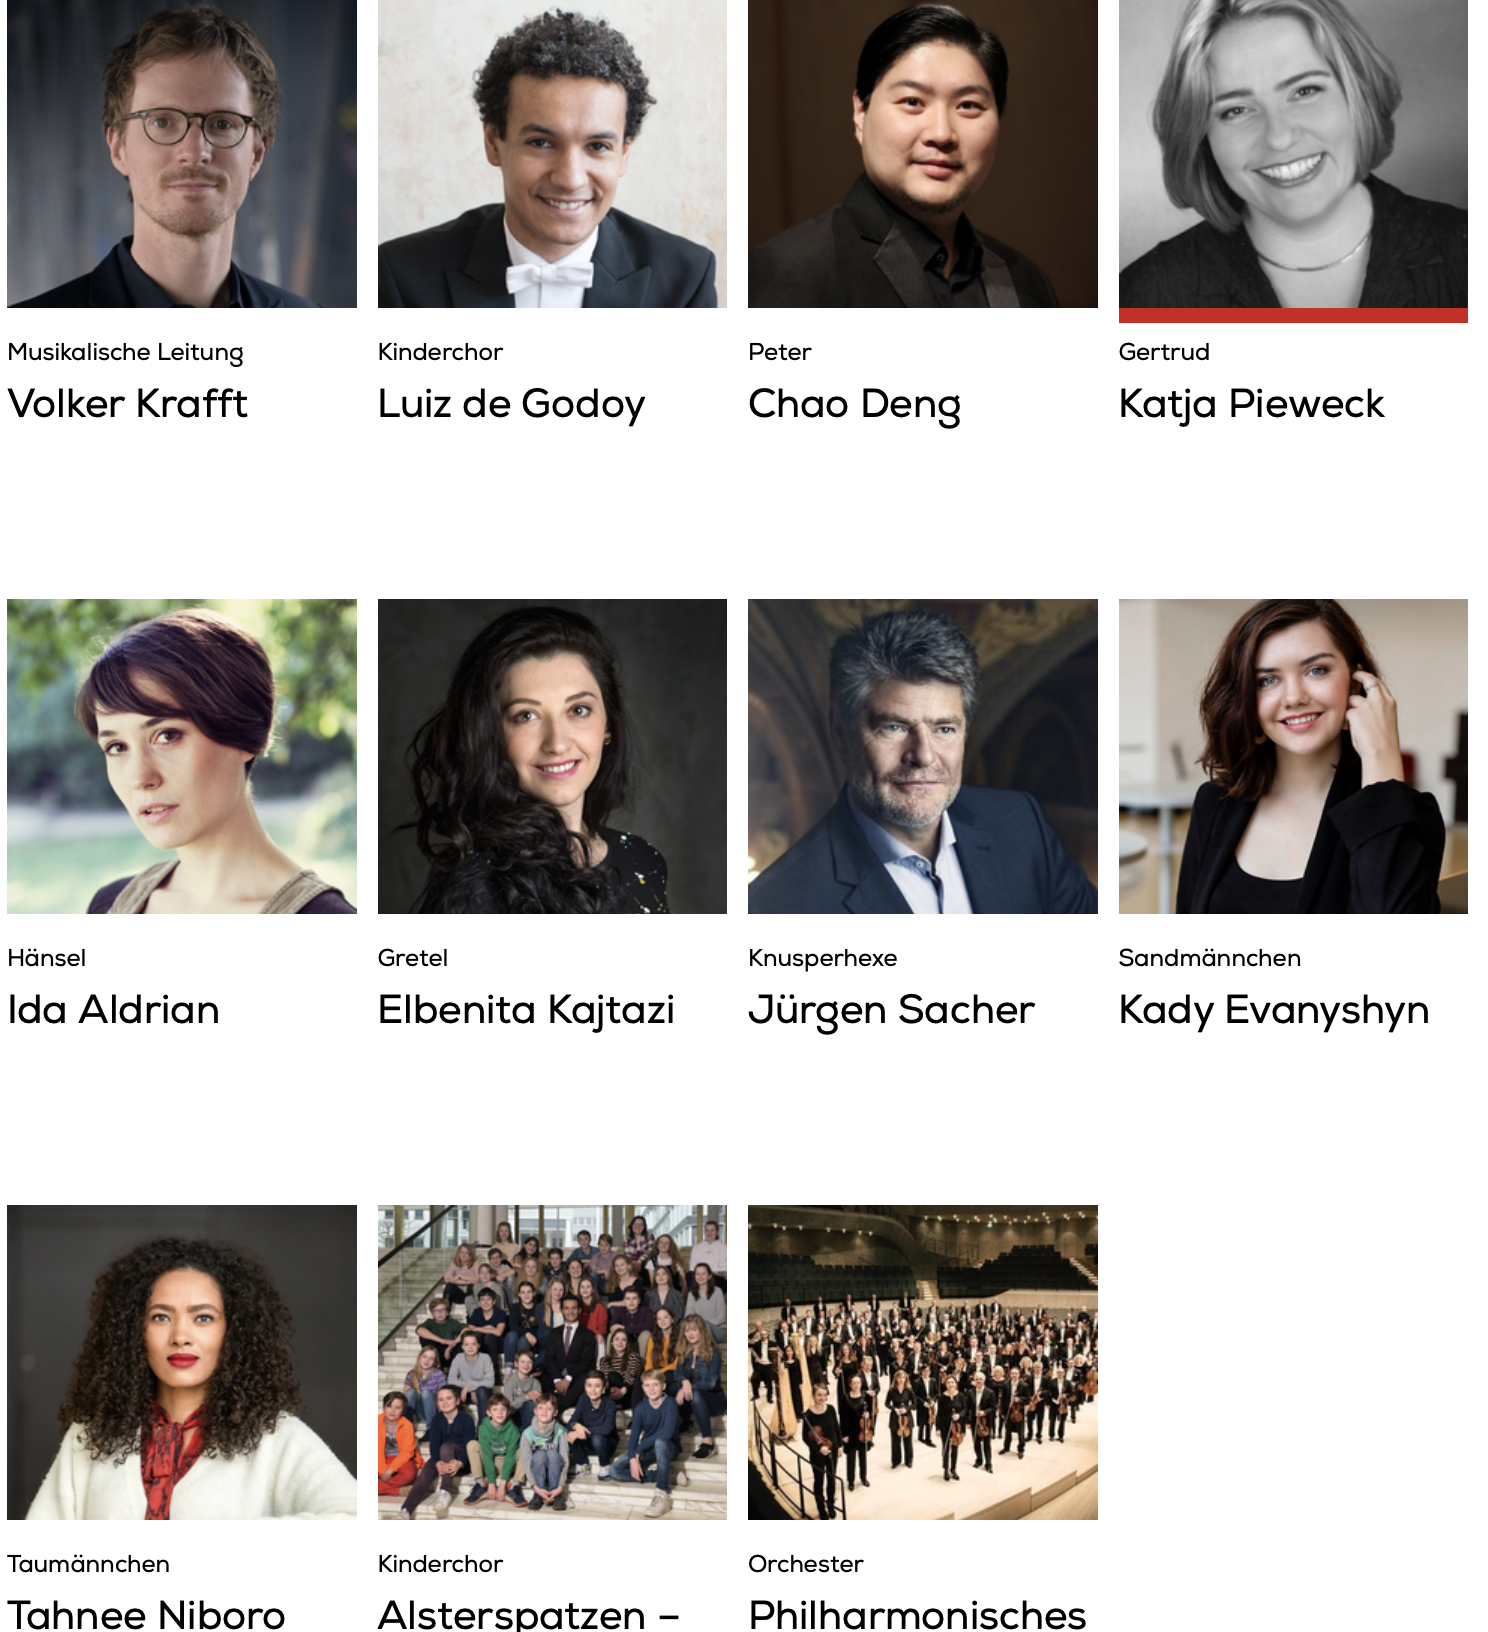 Musikalische Leitung
Volker Krafft
Kinderchor
Luiz de Godoy
Peter
Chao Deng
Gertrud
Katja Pieweck
Hänsel
Ida Aldrian
Gretel
Elbenita Kajtazi
Knusperhexe
Jürgen Sacher
Sandmännchen
Kady Evanyshyn
Taumännchen
Tahnee Niboro
Kinderchor
Alsterspatzen –
Orchester
Philharmonisches